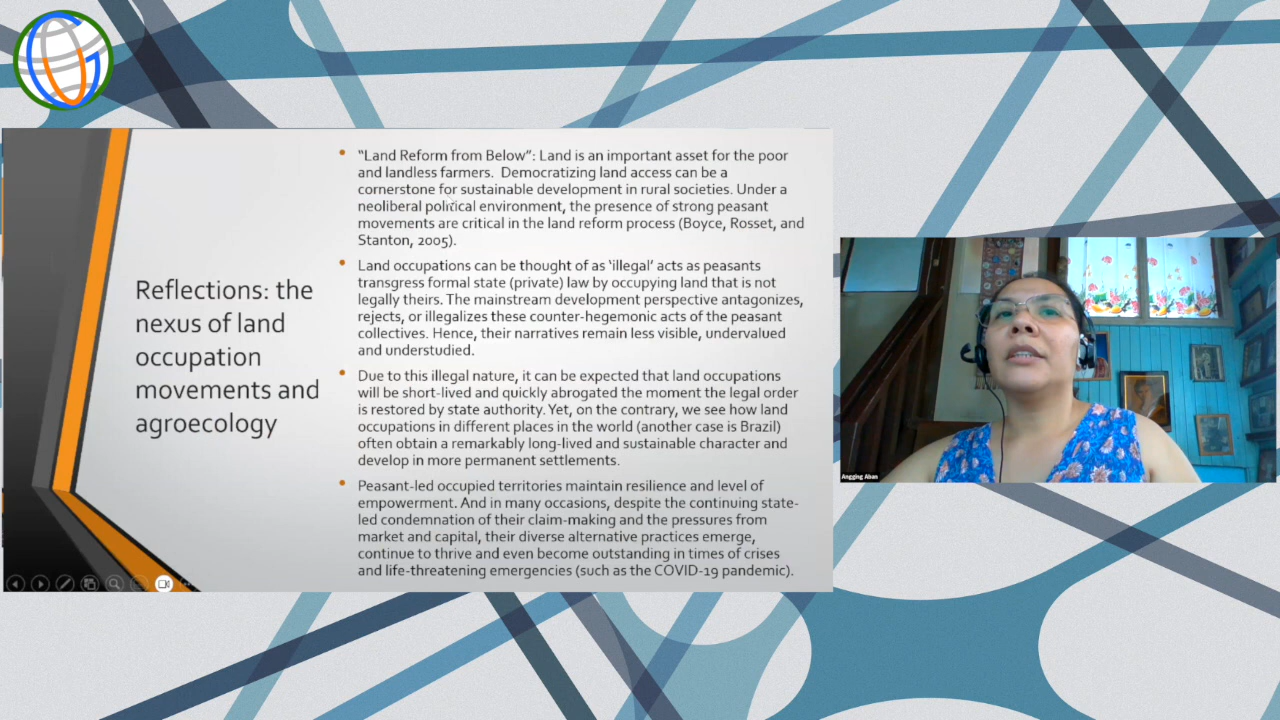 Reflections: the
nexus of land
occupation
movements and
agroecology
• “Land Reform from Below”: Land is an important asset for the poor
and landless farmers. Democratizing land access can be a
cornerstone for sustainable development in rural societies. Under a
neoliberal political environment, the presence of strong peasant
movements are critical in the land reform process (Boyce, Rosset, and
Stanton, 2005).
• Land occupations can be thought of as ‘illegal’ acts as peasants
transgress formal state (private) law by occupying land that is not
legally theirs. The mainstream development perspective antagonizes,
rejects, or illegalizes these counter-hegemonic acts of the peasant
collectives. Hence, their narratives remain less visible, undervalued
and understudied.
• Due to this illegal nature, it can be expected that land occupations
will be short-lived and quickly abrogated the moment the legal order
is restored by state authority. Yet, on the contrary, we see how land
occupations in different places in the world (another case is Brazil)
often obtain a remarkably long-lived and sustainable character and
develop in more permanent settlements.
• Peasant-led occupied territories maintain resilience and level of
empowerment. And in many occasions, despite the continuing state-
led condemnation of their claim-making and the pressures from
market and capital, their diverse alternative practices emerge,
continue to thrive and even become outstanding in times of crises
and life-threatening emergencies (such as the COVID-19 pandemic).
Angging Aban